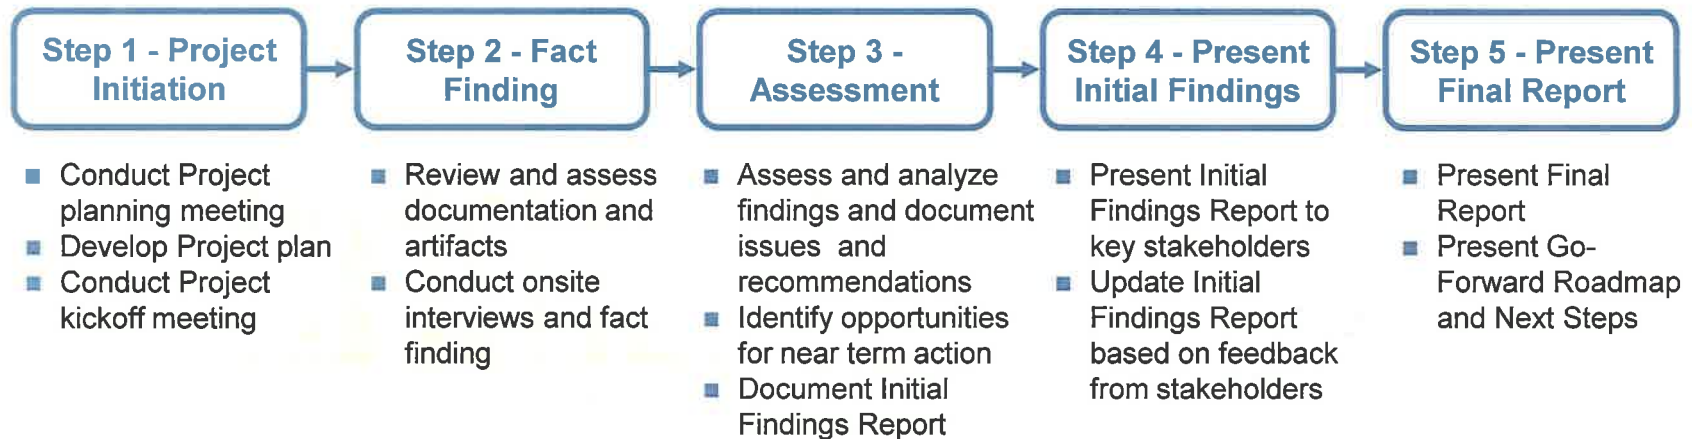 Step 1 - Project
Initiation
Step 2 - Fact
Finding
Step 3 -
Assessment
Step 4 - Present
Initial Findings
Step 5 - Present
Final Report
Conduct Project
planning meeting
Develop Project plan
Conduct Project
kickoff meeting
Review and assess
documentation and
artifacts
Conduct onsite
interviews and fact
finding
Assess and analyze
findings and document
issues and
recommendations
Identify opportunities
for near term action
Document Initial
Findings Report
Present Initial
Findings Report to
key stakeholders
Update Initial
Findings Report
based on feedback
from stakeholders
Present Final
Report
Present Go-
Forward Roadmap
and Next Steps